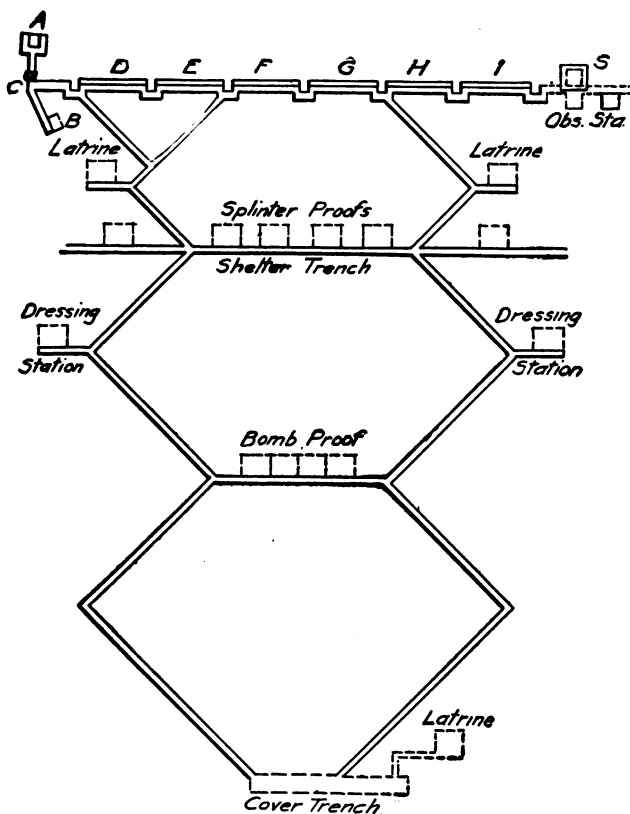 A
C D E F G H I S
B
Obs. Sta.
Latrine Latrine
Splinter Proofs
Shelter Trench
Dressing Dressing
Station Station
Bomb Proof
Latrine
Cover Trench